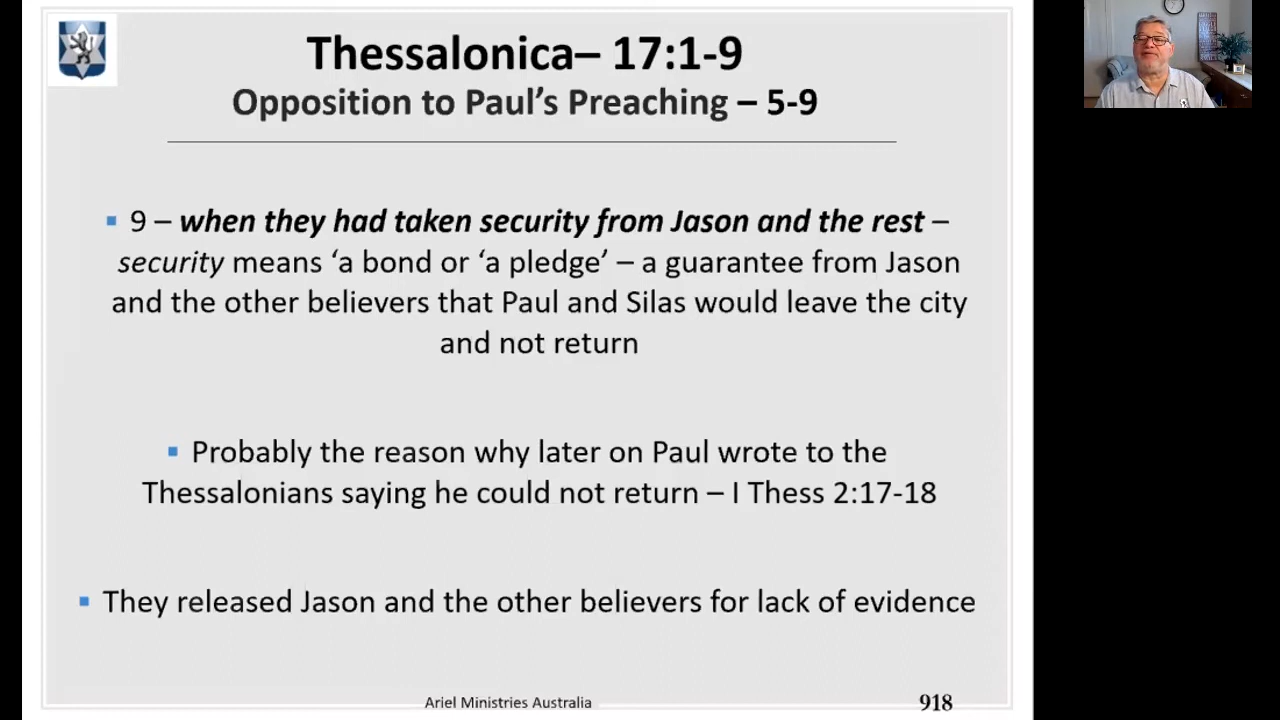 Thessalonica– 17:1-9
Opposition to Paul's Preaching – 5-9
▪ 9 – when they had taken security from Jason and the rest –
security means 'a bond or 'a pledge' – a guarantee from Jason
and the other believers that Paul and Silas would leave the city
and not return
▪ Probably the reason why later on Paul wrote to the
Thessalonians saying he could not return – I Thess 2:17-18
▪ They released Jason and the other believers for lack of evidence
Ariel Ministries Australia
918